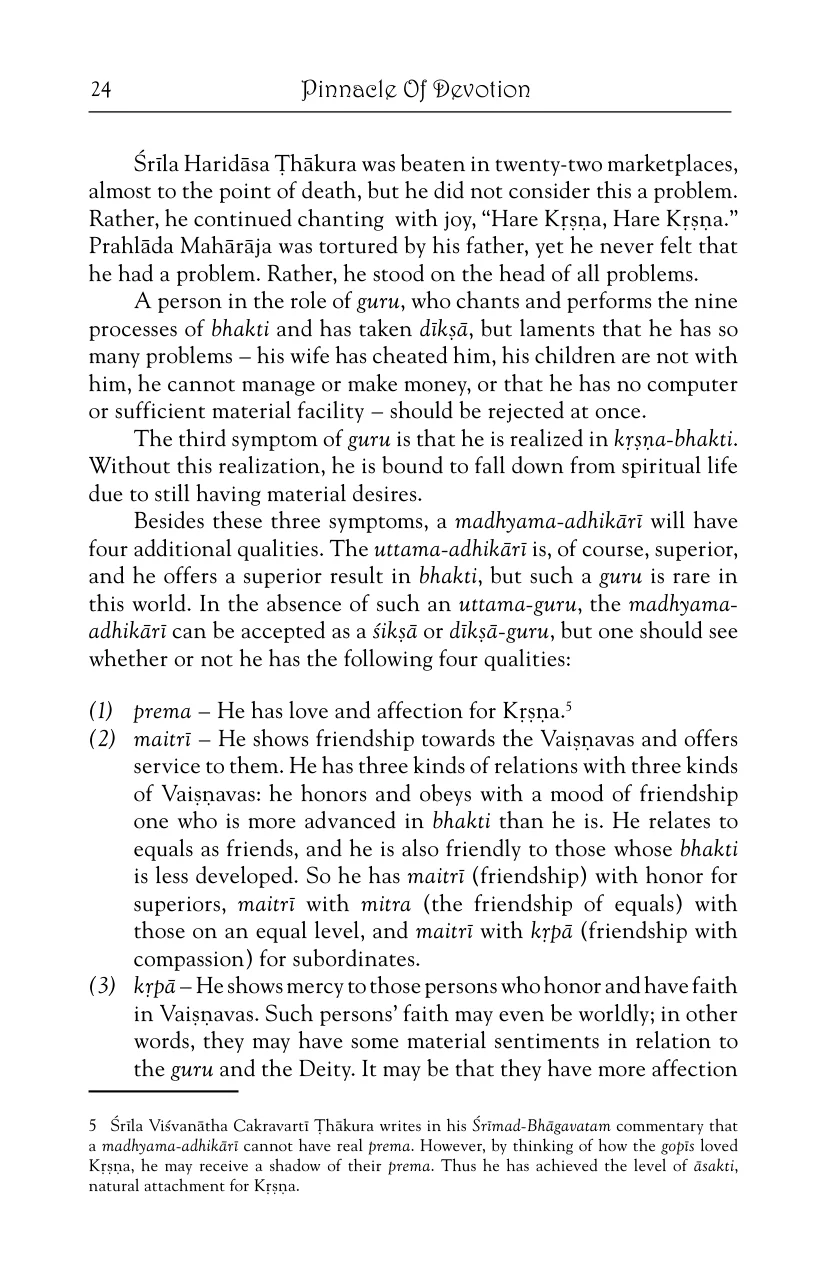 24
Pinnacle Of Devotion
Śrīla Haridāsa Ṭhākura was beaten in twenty-two marketplaces,
almost to the point of death, but he did not consider this a problem.
Rather, he continued chanting with joy, “Hare Kṛṣṇa, Hare Kṛṣṇa.”
Prahlāda Mahārāja was tortured by his father, yet he never felt that
he had a problem. Rather, he stood on the head of all problems.
A person in the role of guru, who chants and performs the nine
processes of bhakti and has taken dīkṣā, but laments that he has so
many problems – his wife has cheated him, his children are not with
him, he cannot manage or make money, or that he has no computer
or sufficient material facility – should be rejected at once.
The third symptom of guru is that he is realized in kṛṣṇa-bhakti.
Without this realization, he is bound to fall down from spiritual life
due to still having material desires.
Besides these three symptoms, a madhyama-adhikārī will have
four additional qualities. The uttama-adhikārī is, of course, superior,
and he offers a superior result in bhakti, but such a guru is rare in
this world. In the absence of such an uttama-guru, the madhyama-
adhikārī can be accepted as a śikṣā or dīkṣā-guru, but one should see
whether or not he has the following four qualities:
(1) prema – He has love and affection for Kṛṣṇa.5
(2) maitrī – He shows friendship towards the Vaiṣṇavas and offers
service to them. He has three kinds of relations with three kinds
of Vaiṣṇavas: he honors and obeys with a mood of friendship
one who is more advanced in bhakti than he is. He relates to
equals as friends, and he is also friendly to those whose bhakti
is less developed. So he has maitrī (friendship) with honor for
superiors, maitrī with mitra (the friendship of equals) with
those on an equal level, and maitrī with kṛpā (friendship with
compassion) for subordinates.
(3) kṛpā – He shows mercy to those persons who honor and have faith
in Vaiṣṇavas. Such persons’ faith may even be worldly; in other
words, they may have some material sentiments in relation to
the guru and the Deity. It may be that they have more affection
5 Śrīla Viśvanātha Cakravartī Ṭhākura writes in his Śrīmad-Bhāgavatam commentary that
a madhyama-adhikārī cannot have real prema. However, by thinking of how the gopīs loved
Kṛṣṇa, he may receive a shadow of their prema. Thus he has achieved the level of āsakti,
natural attachment for Kṛṣṇa.